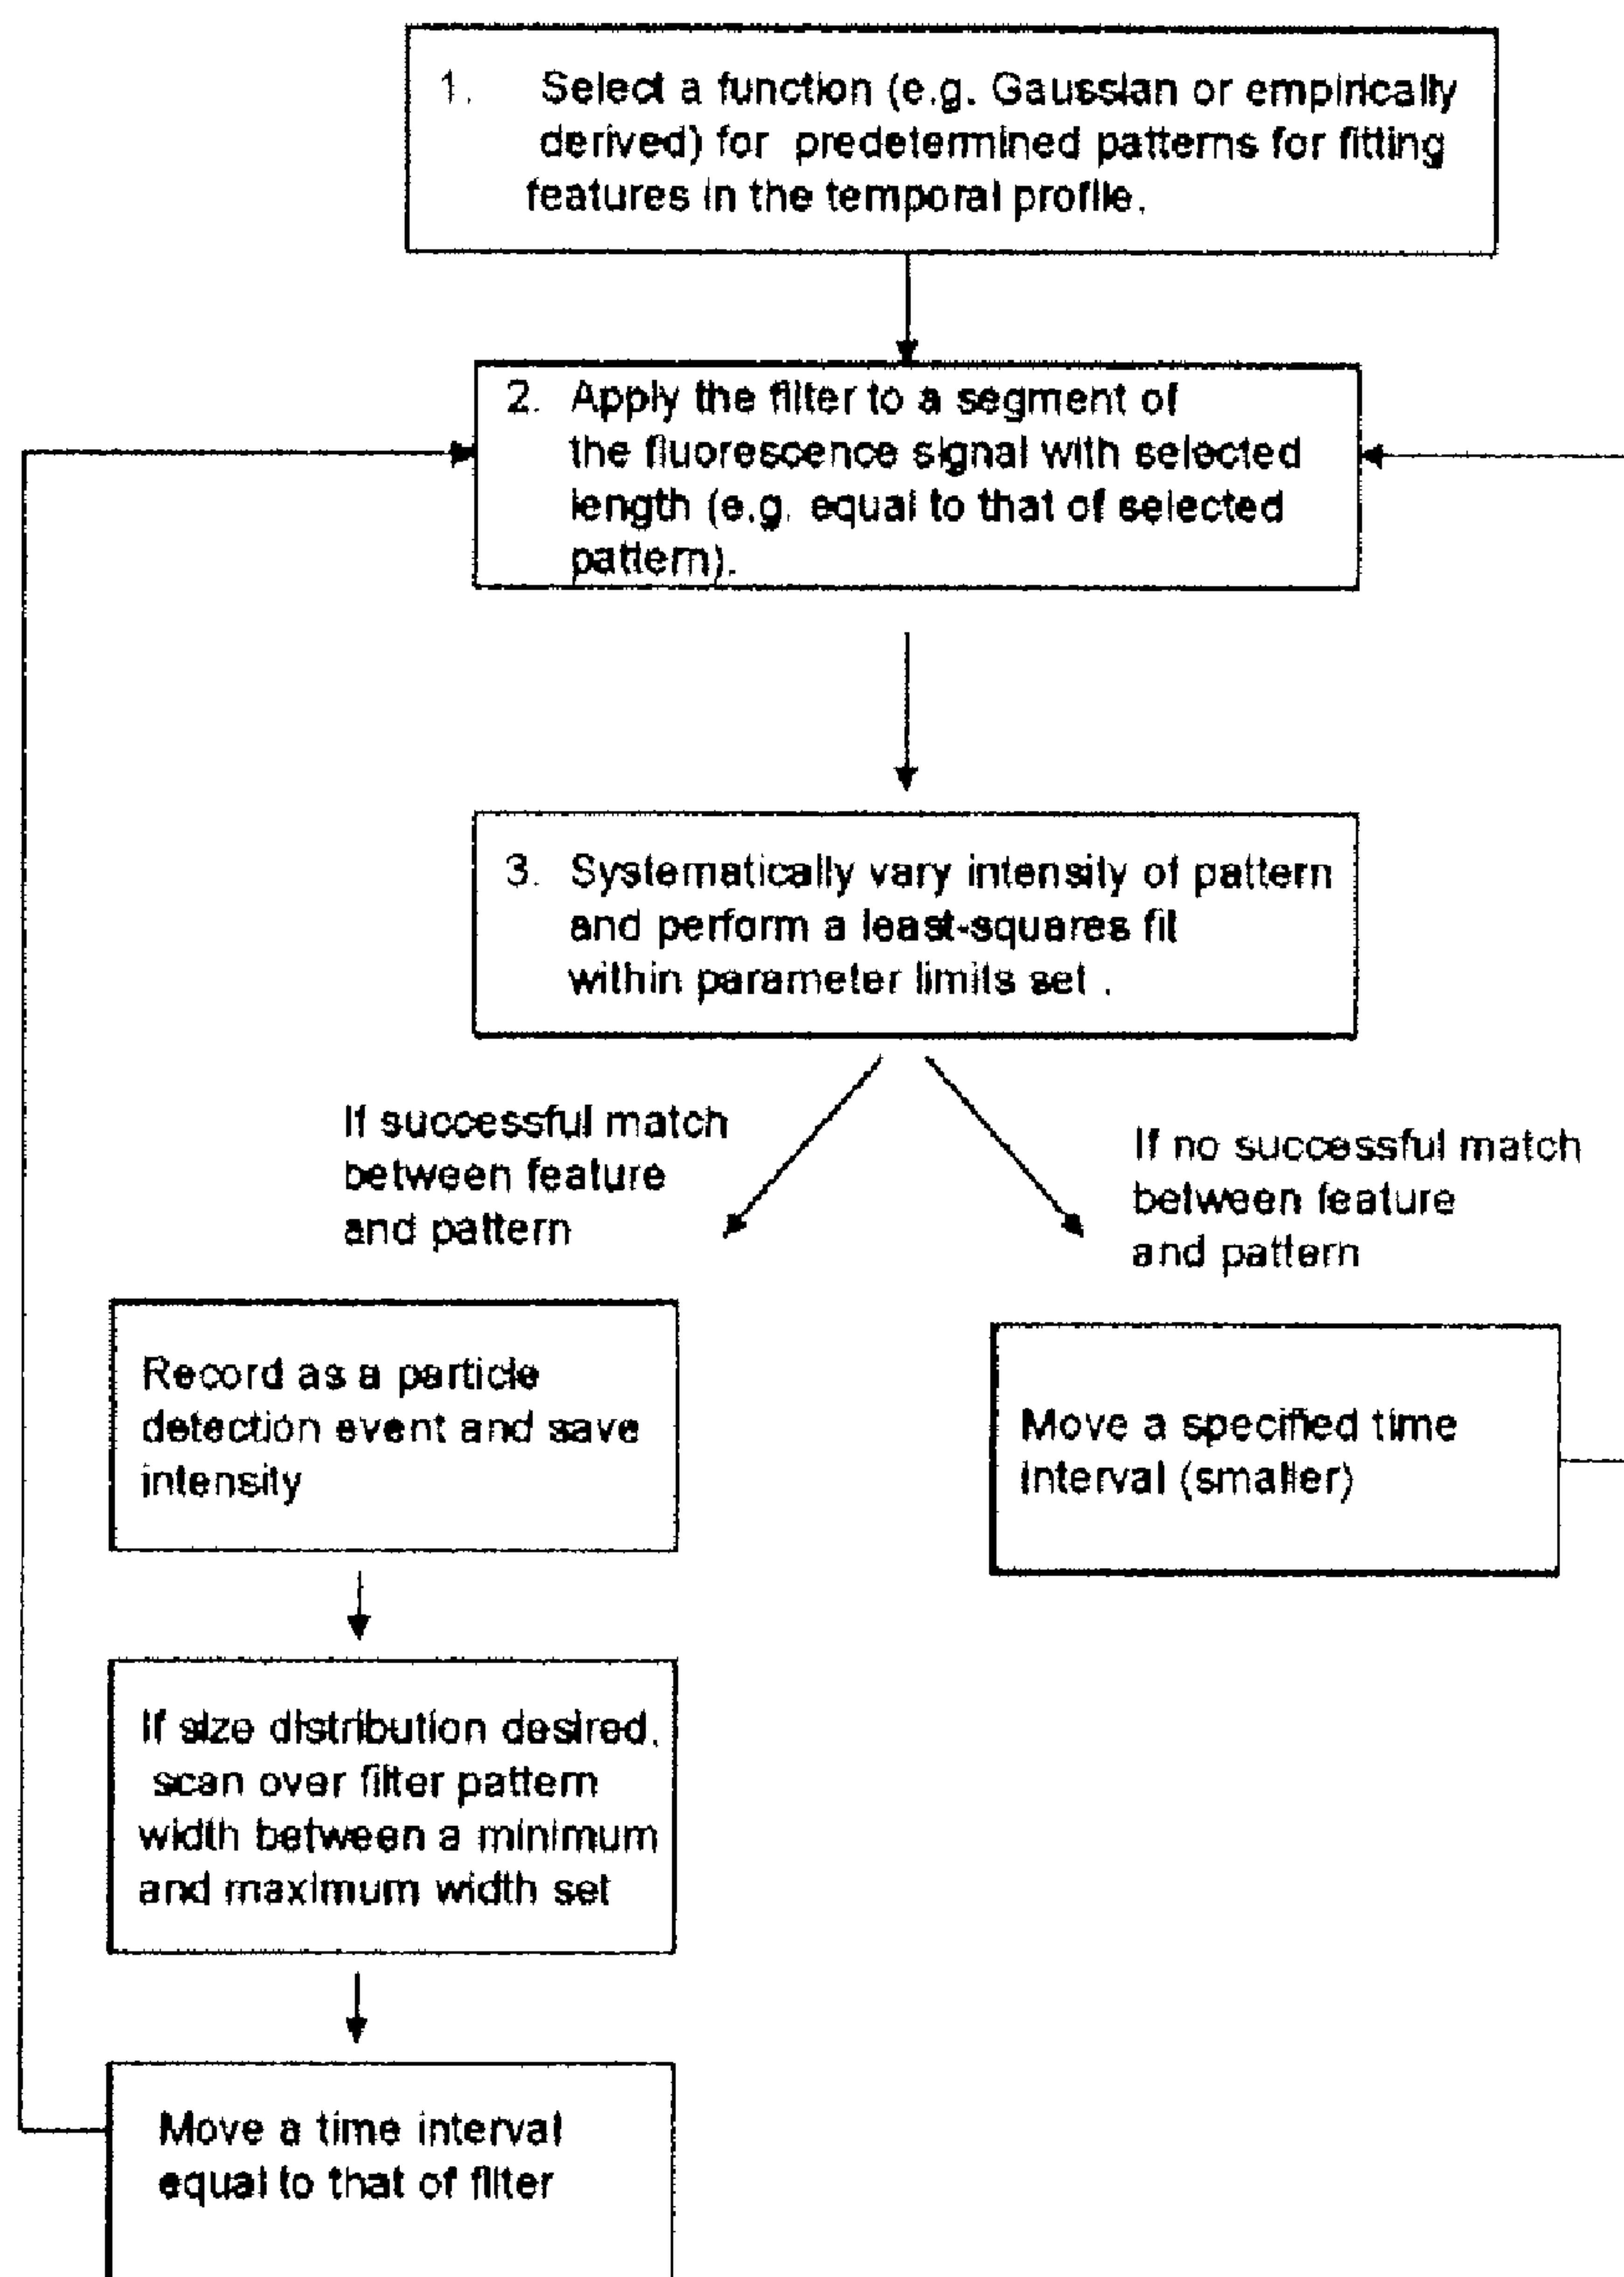 1. Select a function (e.g. Gaussian or empirically
derived) for predetermined patterns for fitting
features in the temporal profile.
2. Apply the filter to a segment of
the fluorescence signal with selected
length (e.g. equal to that of selected
pattern).
3. Systematically vary intensity of pattern
and perform a least-squares fit
within parameter limits set .
If successful match
between feature
and pattern
If no successful match
between feature
and pattern
Record as a particle
detection event and save
intensity
Move a specified time
interval (smaller)
If size distribution desired,
scan over filter pattern
width between a minimum
and maximum width set
Move a time interval
equal to that of filter